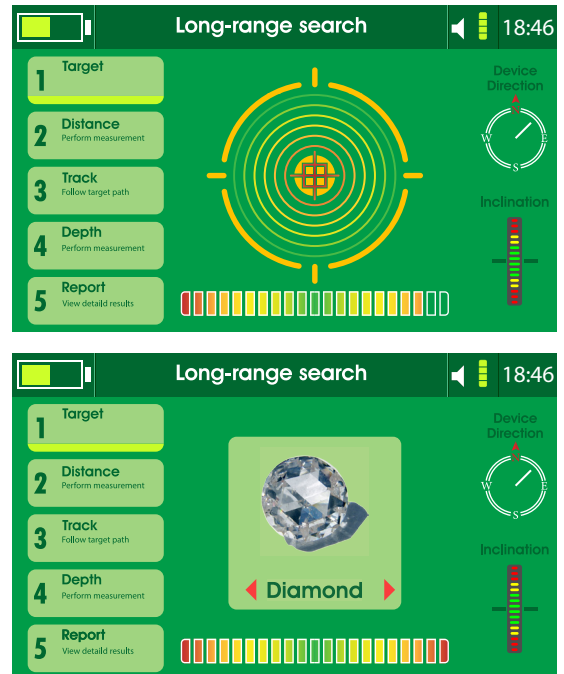 Long-range search
18:46
1 Target
2 Distance
Perform measurement
3 Track
Follow target path
4 Depth
Perform measurement
5 Report
View detaild results
Device
Direction
N
W E
S
Inclination
Long-range search
18:46
1 Target
2 Distance
Perform measurement
3 Track
Follow target path
4 Depth
Perform measurement
5 Report
View detaild results
Diamond
Device
Direction
N
W E
S
Inclination